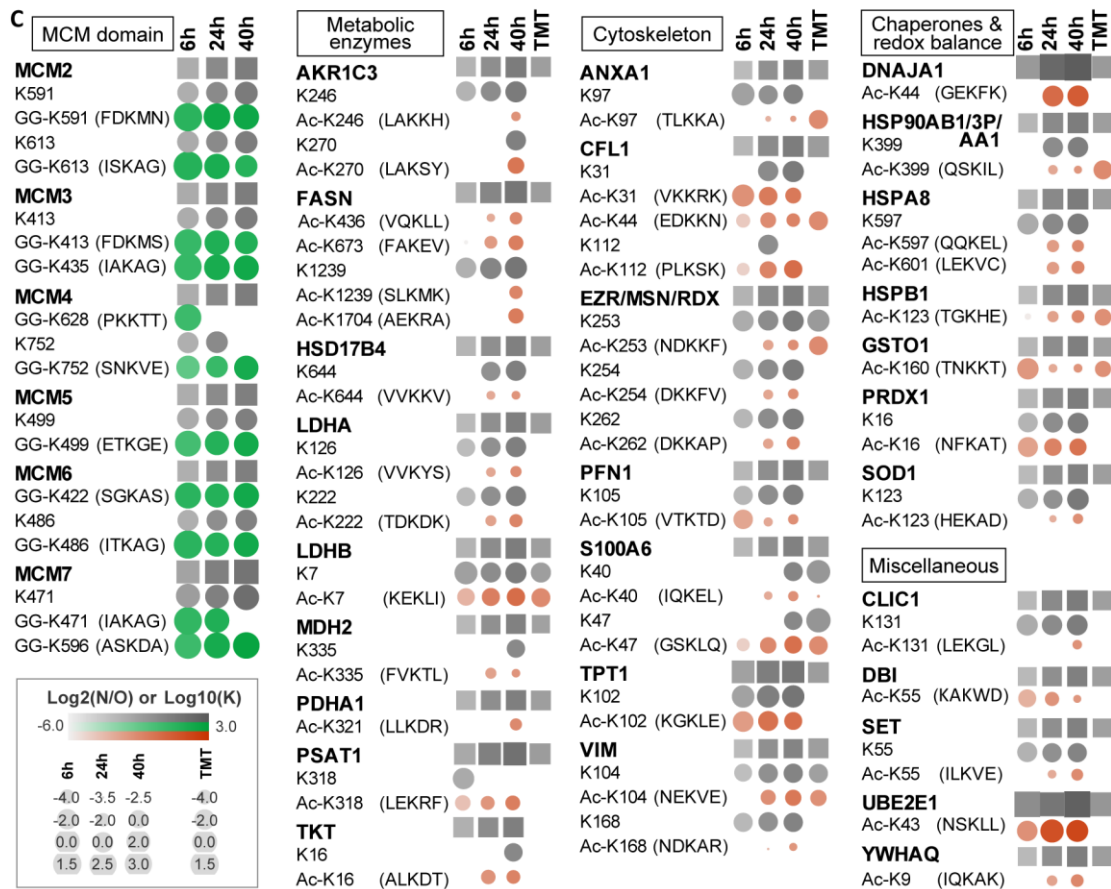 C
MCM domain
6h 24h 40h
MCM2
K591
GG-K591 (FDKMN)
K613
GG-K613 (ISKAG)
MCM3
K413
GG-K413 (FDKMS)
GG-K435 (IAKAG)
MCM4
GG-K628 (PKKTT)
K752
GG-K752 (SNKVE)
MCM5
K499
GG-K499 (ETKGE)
MCM6
GG-K422 (SGKAS)
K486
GG-K486 (ITKAG)
MCM7
K471
GG-K471 (IAKAG)
GG-K596 (ASKDA)
Log2(N/O) or Log10(K)
-6.0 3.0
6h 24h 40h TMT
-4.0 -3.5 -2.5 -4.0
-2.0 -2.0 0.0 -2.0
0.0 0.0 2.0 0.0
1.5 2.5 3.0 1.5
Metabolic
enzymes
6h 24h 40h TMT
AKR1C3
K246
Ac-K246 (LAKKH)
K270
Ac-K270 (LAKSY)
FASN
Ac-K436 (VQKLL)
Ac-K673 (FAKEV)
K1239
Ac-K1239 (SLKMK)
Ac-K1704 (AEKRA)
HSD17B4
K644
Ac-K644 (VVKKV)
LDHA
K126
Ac-K126 (VVKYS)
K222
Ac-K222 (TDKDK)
LDHB
K7
Ac-K7 (KEKLI)
MDH2
K335
Ac-K335 (FVKTL)
PDHA1
Ac-K321 (LLKDR)
PSAT1
K318
Ac-K318 (LEKRF)
TKT
K16
Ac-K16 (ALKDT)
Cytoskeleton
6h 24h 40h TMT
ANXA1
K97
Ac-K97 (TLKKA)
CFL1
K31
Ac-K31 (VKKRK)
Ac-K44 (EDKKN)
K112
Ac-K112 (PLKSK)
EZR/MSN/RDX
K253
Ac-K253 (NDKKF)
K254
Ac-K254 (DKKFV)
K262
Ac-K262 (DKKAP)
PFN1
K105
Ac-K105 (VTKTD)
S100A6
K40
Ac-K40 (IQKEL)
K47
Ac-K47 (GSKLQ)
TPT1
K102
Ac-K102 (KGKLE)
VIM
K104
Ac-K104 (NEKVE)
K168
Ac-K168 (NDKAR)
Chaperones &
redox balance
6h 24h 40h TMT
DNAJA1
Ac-K44 (GEKFK)
HSP90AB1/3P/
AA1
K399
Ac-K399 (QSKIL)
HSPA8
K597
Ac-K597 (QQKEL)
Ac-K601 (LEKVC)
HSPB1
Ac-K123 (TGKHE)
GSTO1
Ac-K160 (TNKKT)
PRDX1
K16
Ac-K16 (NFKAT)
SOD1
K123
Ac-K123 (HEKAD)
Miscellaneous
CLIC1
K131
Ac-K131 (LEKGL)
DBI
Ac-K55 (KAKWD)
SET
K55
Ac-K55 (ILKVE)
UBE2E1
Ac-K43 (NSKLL)
YWHAQ
Ac-K9 (IQKAK)